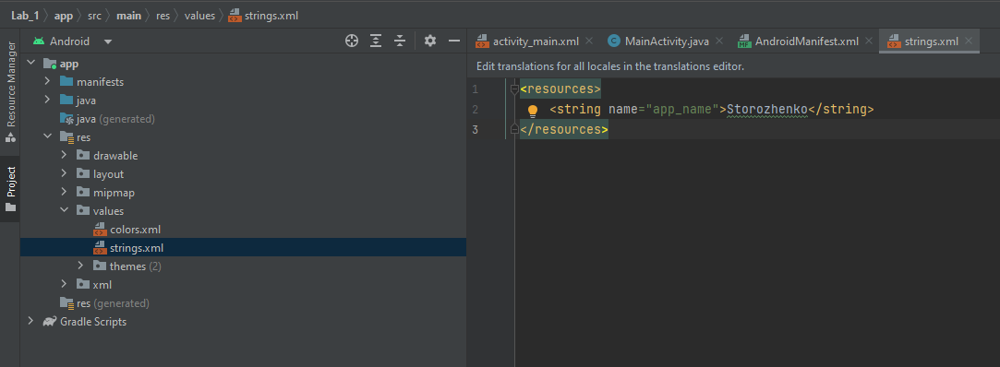 Lab_1 app src main res values strings.xml
Resource Manager
Project
Android
app
manifests
java
java (generated)
res
drawable
layout
mipmap
values
colors.xml
strings.xml
themes (2)
xml
res (generated)
Gradle Scripts
activity_main.xml MainActivity.java AndroidManifest.xml strings.xml
Edit translations for all locales in the translations editor.
1 <resources>
2 <string name="app_name">Storozhenko</string>
3 </resources>